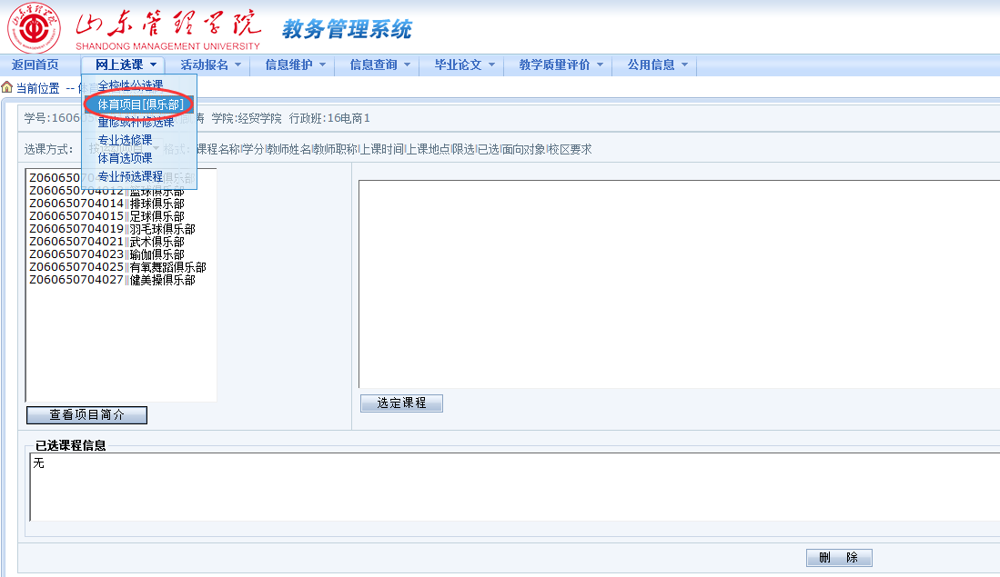 山东管理学院
SHANDONG MANAGEMENT UNIVERSITY
教务管理系统
返回首页 网上选课 活动报名 信息维护 信息查询 毕业论文 教学质量评价 公用信息
当前位置 -- 体育
全校性公选课
体育项目[俱乐部]
重修或补修选课
专业选修课
体育选项课
专业预选课程
学号:16060 学院:经贸学院 行政班:16电商1
选课方式: 按运动项目 格式: 课程名称|学分|教师姓名|教师职称|上课时间|上课地点|限选|已选|面向对象|校区要求
Z060650704012||篮球俱乐部
Z060650704014||排球俱乐部
Z060650704015||足球俱乐部
Z060650704019||羽毛球俱乐部
Z060650704021||武术俱乐部
Z060650704023||瑜伽俱乐部
Z060650704025||有氧舞蹈俱乐部
Z060650704027||健美操俱乐部
选定课程
查看项目简介
已选课程信息
无
删 除